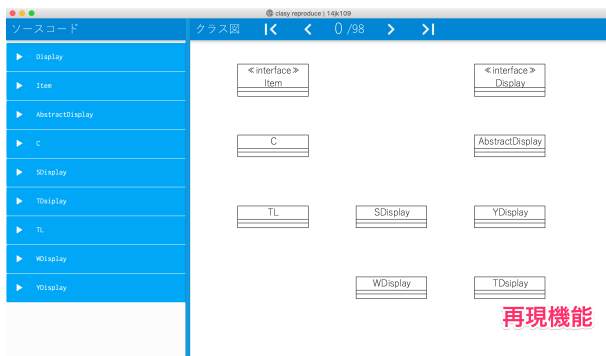 clasy reproduce | 14jk109
ソースコード
クラス図
0 /98
Display
Item
AbstractDisplay
C
SDisplay
TDsiplay
TL
WDisplay
YDisplay
≪interface≫
Item
≪interface≫
Display
C
AbstractDisplay
TL
SDisplay
YDisplay
WDisplay
TDsiplay
再現機能